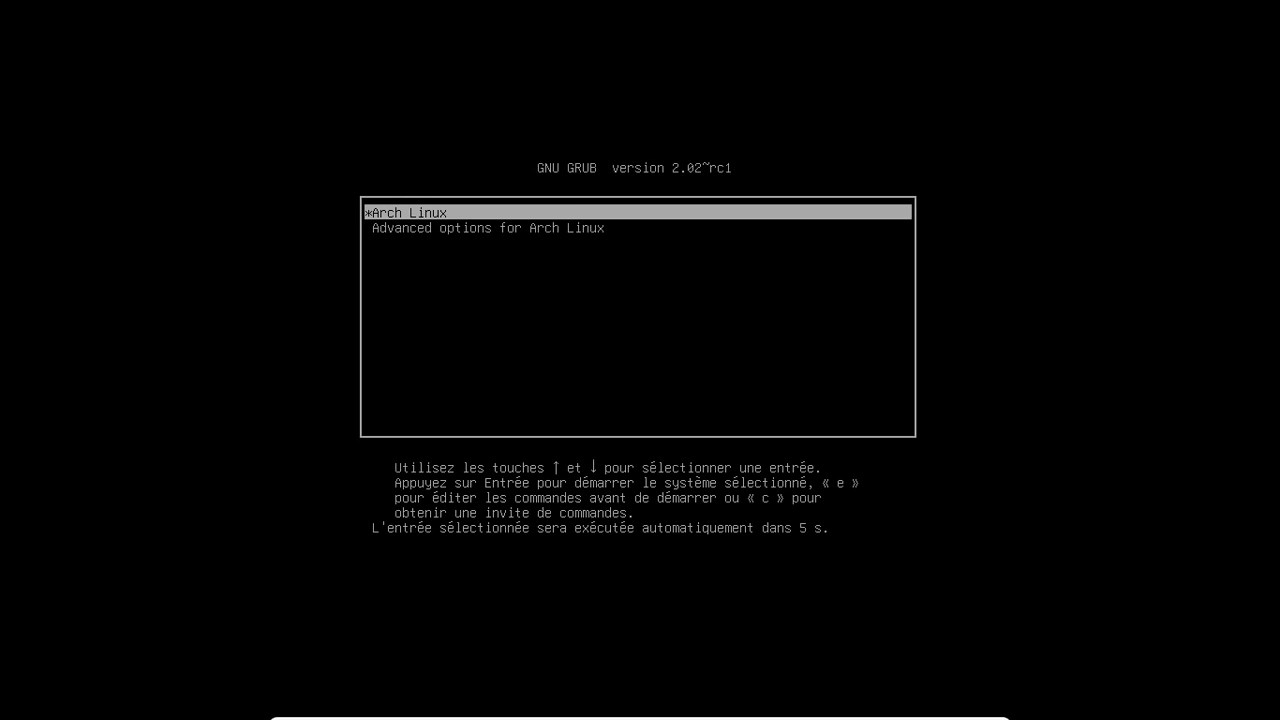 GNU GRUB  version 2.02~rc1
*Arch Linux
Advanced options for Arch Linux
Utilisez les touches ↑ et ↓ pour sélectionner une entrée.
Appuyez sur Entrée pour démarrer le système sélectionné, « e »
pour éditer les commandes avant de démarrer ou « c » pour
obtenir une invite de commandes.
L'entrée sélectionnée sera exécutée automatiquement dans 5 s.